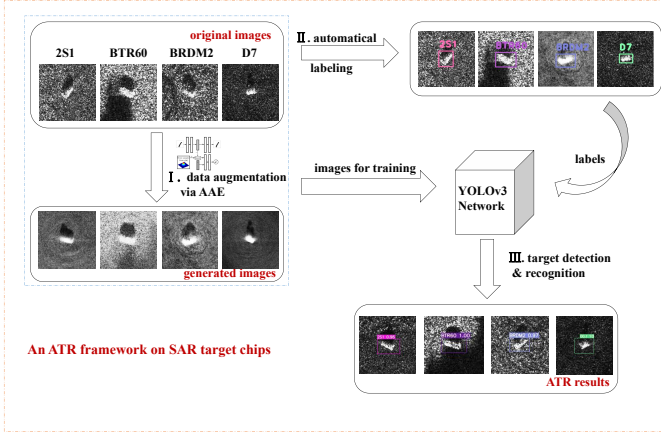 original images
2S1 BTR60 BRDM2 D7
Ⅱ. automatical
labeling
2S1
BRDM2
D7
Ⅰ. data augmentation
via AAE
images for training
labels
YOLOv3
Network
generated images
Ⅲ. target detection
& recognition
BTR60 1.00
An ATR framework on SAR target chips
ATR results